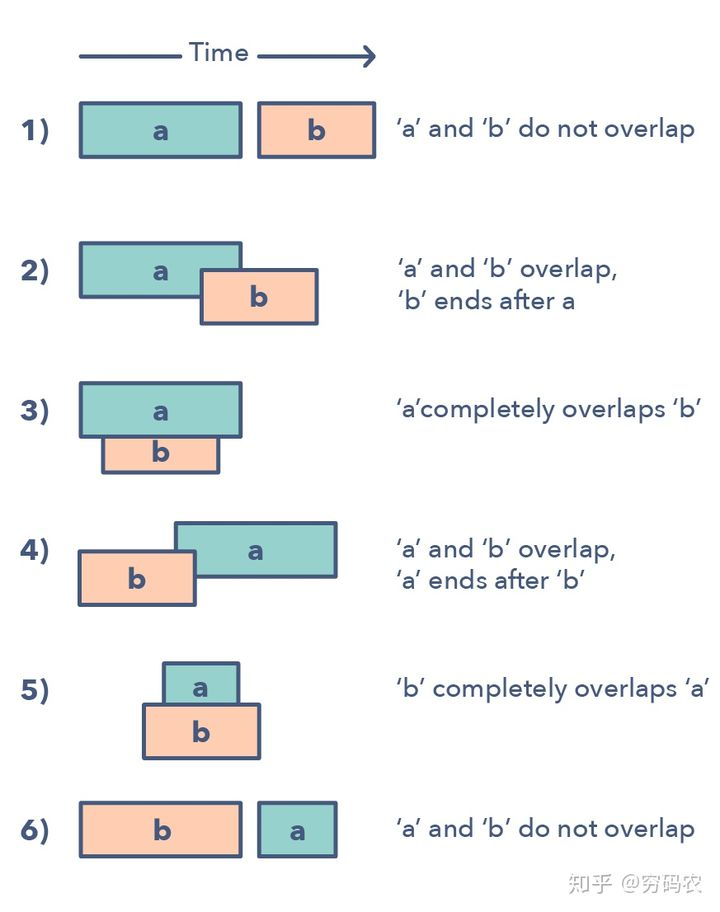 Time
1) a b ‘a’ and ‘b’ do not overlap
2) a b ‘a’ and ‘b’ overlap,
‘b’ ends after a
3) a b ‘a’completely overlaps ‘b’
4) a b ‘a’ and ‘b’ overlap,
‘a’ ends after ‘b’
5) a b ‘b’ completely overlaps ‘a’
6) b a ‘a’ and ‘b’ do not overlap
知乎 @穷码农